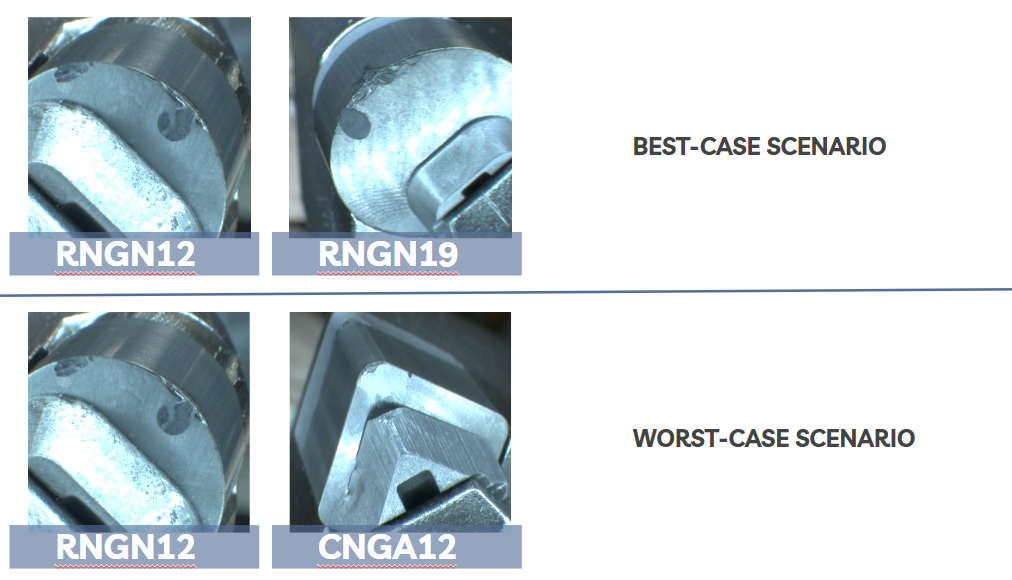 RNGN12 RNGN19
BEST-CASE SCENARIO
RNGN12 CNGA12
WORST-CASE SCENARIO